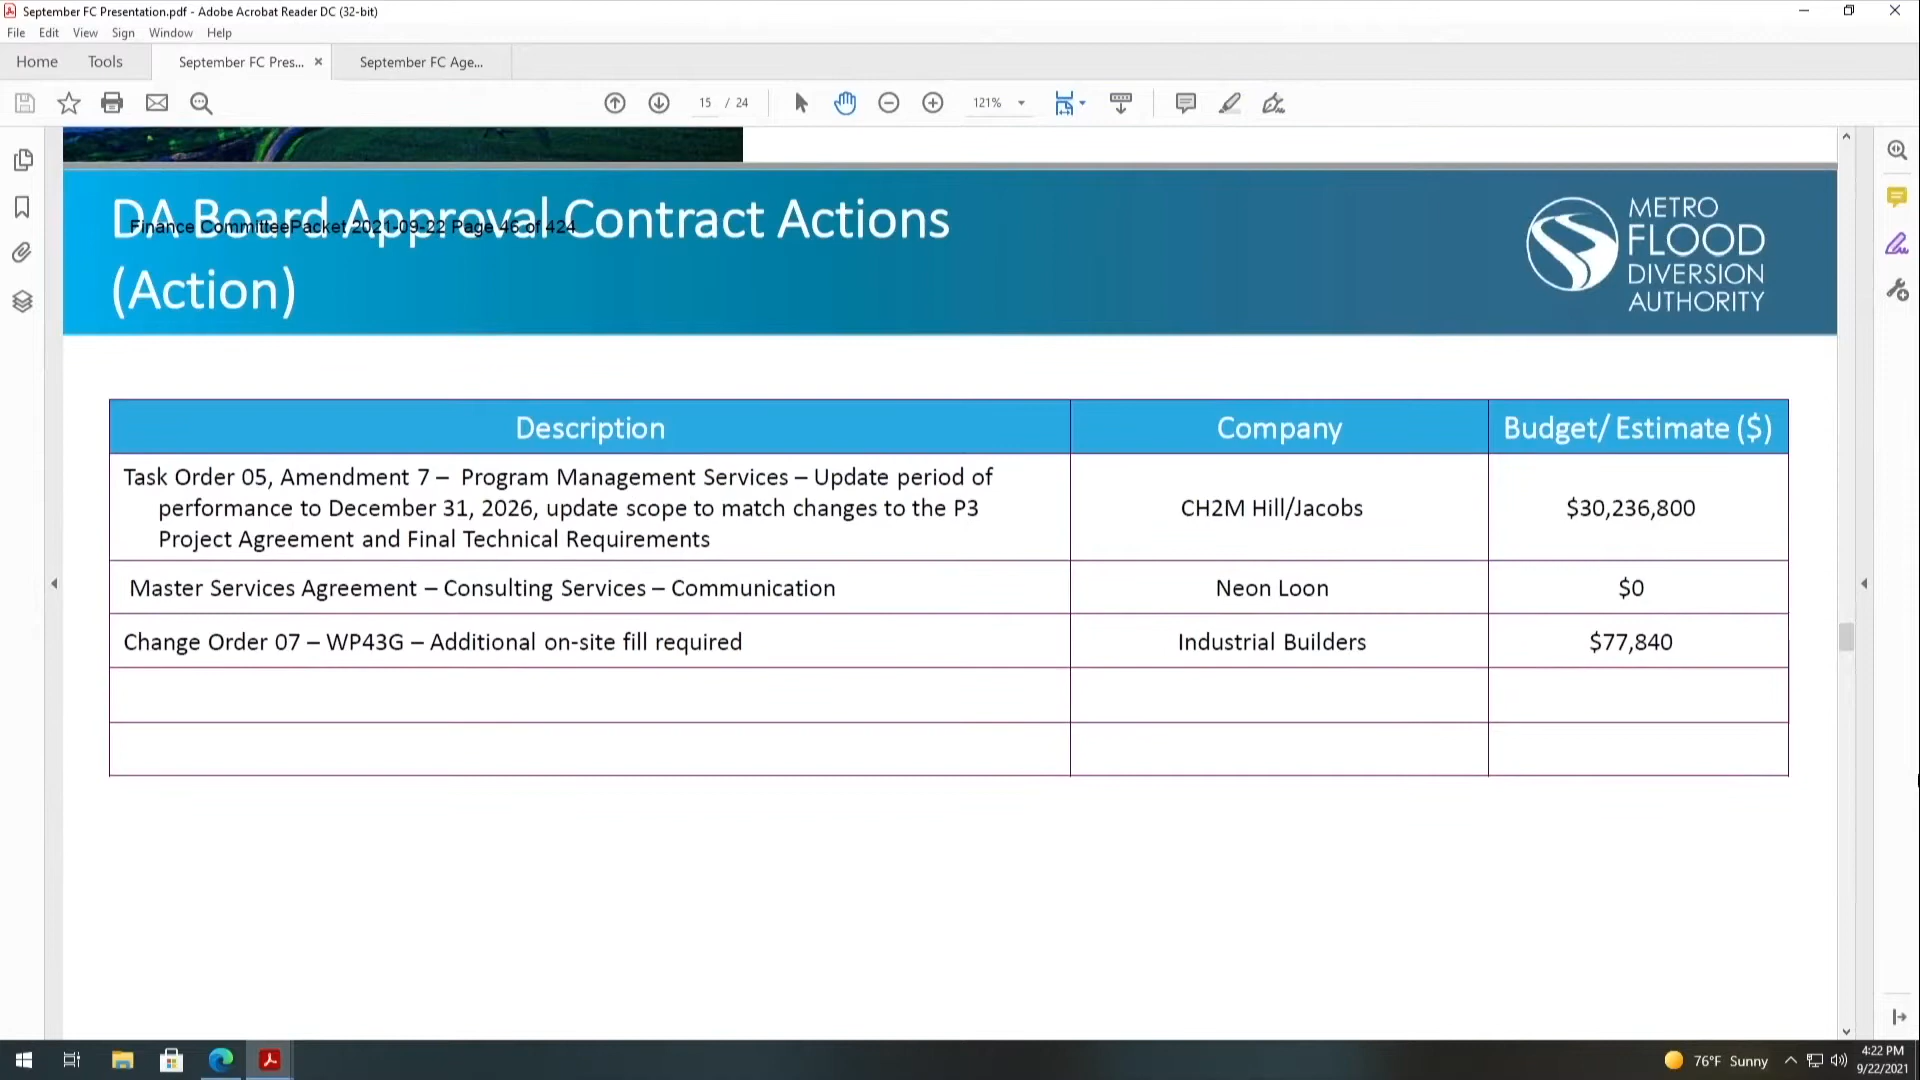 September FC Presentation.pdf - Adobe Acrobat Reader DC (32-bit)
File Edit View Sign Window Help
Home Tools September FC Pres... × September FC Age...
15 / 24 121%
DA Board Approval Contract Actions
Finance CommitteePacket 2021-09-22 Page 46 of 424
(Action)
METRO
FLOOD
DIVERSION
AUTHORITY
Description Company Budget/ Estimate ($)
Task Order 05, Amendment 7 – Program Management Services – Update period of
performance to December 31, 2026, update scope to match changes to the P3
Project Agreement and Final Technical Requirements
CH2M Hill/Jacobs $30,236,800
Master Services Agreement – Consulting Services – Communication Neon Loon $0
Change Order 07 – WP43G – Additional on-site fill required Industrial Builders $77,840
76°F Sunny
4:22 PM
9/22/2021